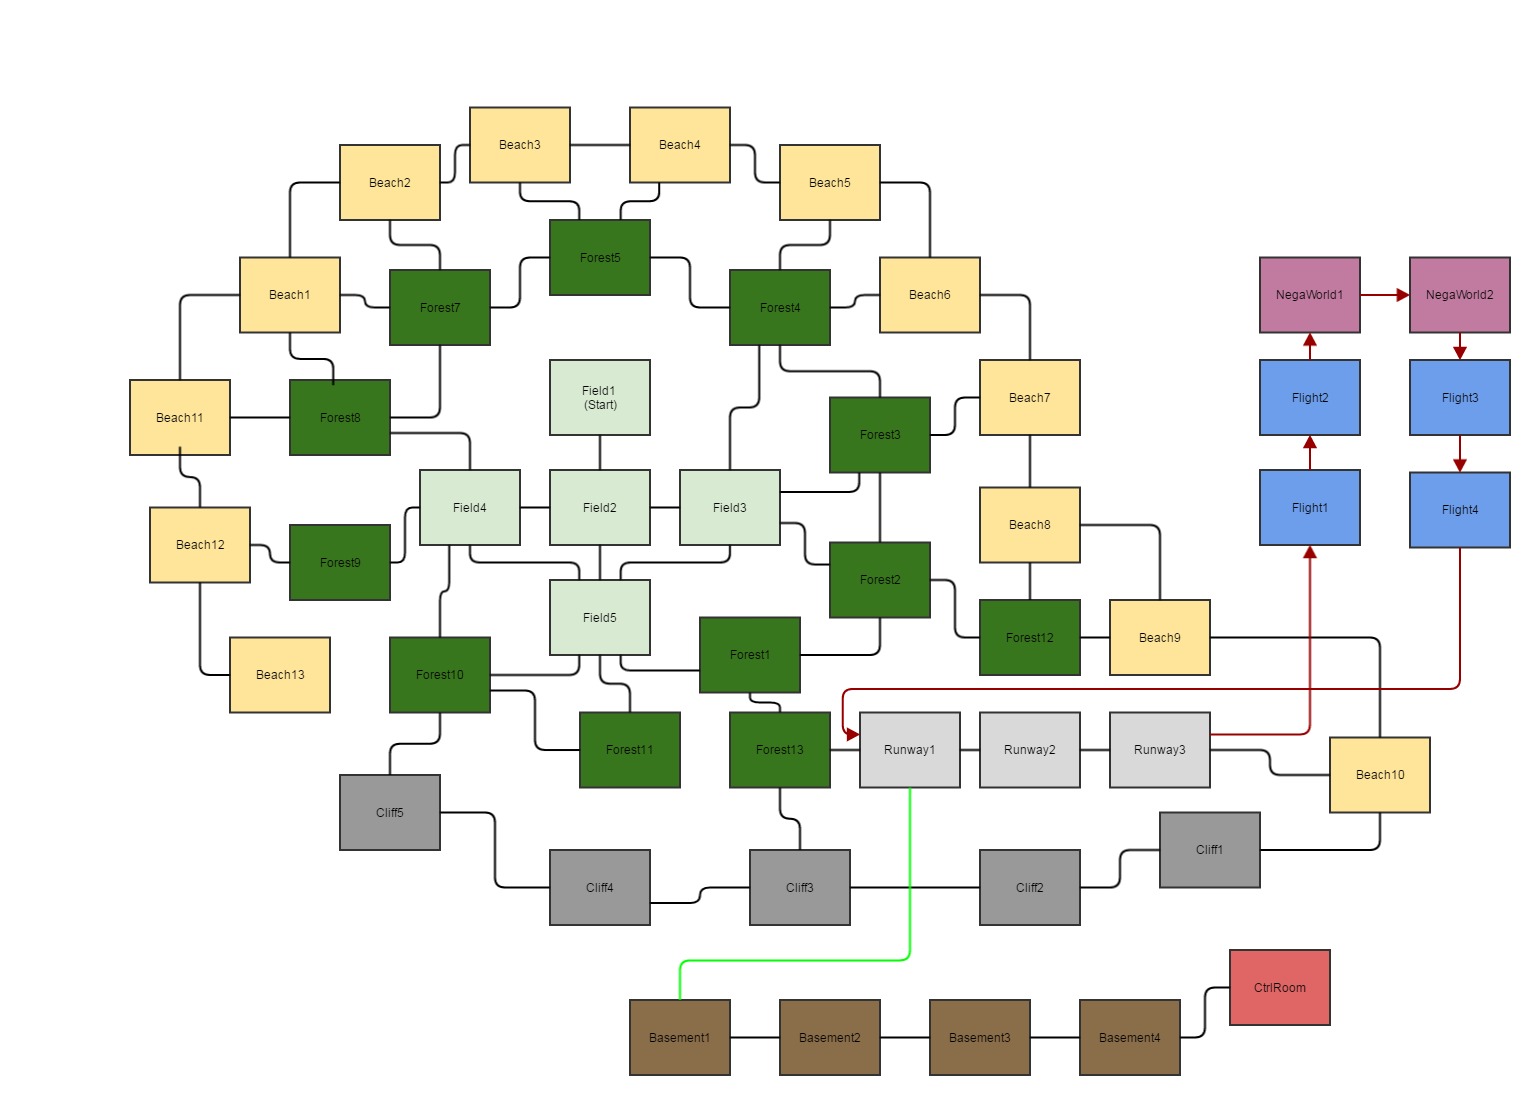 Beach3
Beach4
Beach2
Beach5
Forest5
Beach1
Forest7
Forest4
Beach6
NegaWorld1
NegaWorld2
Field1
(Start)
Beach7
Flight2
Flight3
Beach11
Forest8
Forest3
Field4
Field2
Field3
Flight1
Flight4
Beach8
Beach12
Forest9
Forest2
Field5
Forest12
Beach9
Forest1
Beach13
Forest10
Forest11
Forest13
Runway1
Runway2
Runway3
Beach10
Cliff5
Cliff1
Cliff4
Cliff3
Cliff2
CtrlRoom
Basement1
Basement2
Basement3
Basement4